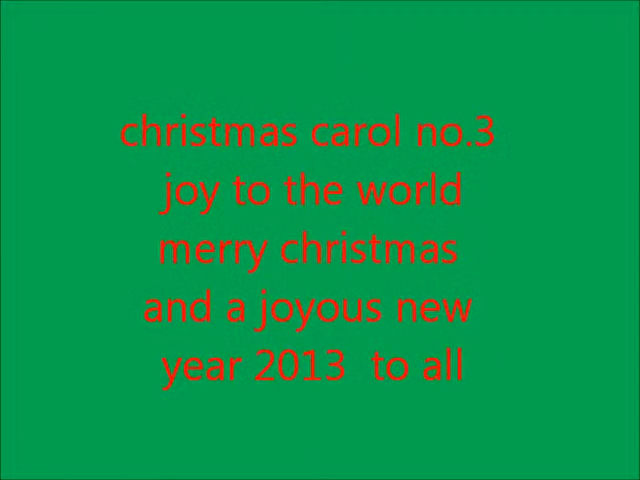 christmas carol no.3
joy to the world
merry christmas
and a joyous new
year 2013  to all